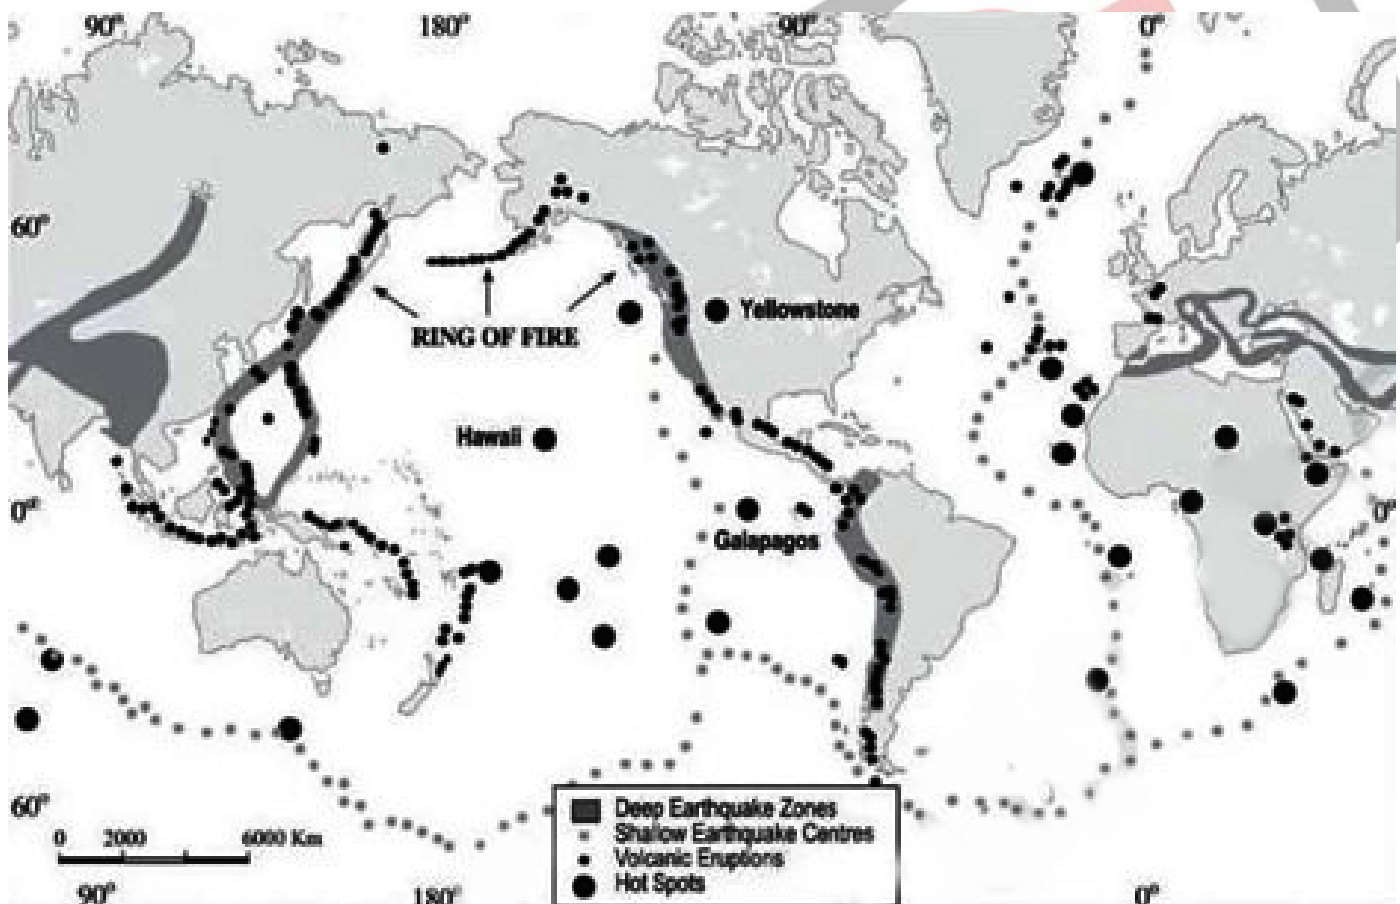 90°
180°
90°
0°
60°
RING OF FIRE
Yellowstone
Hawaii
0°
0°
Galapagos
60°
0 2000 6000 Km
Deep Earthquake Zones
Shallow Earthquake Centres
Volcanic Eruptions
Hot Spots
90°
180°
0°